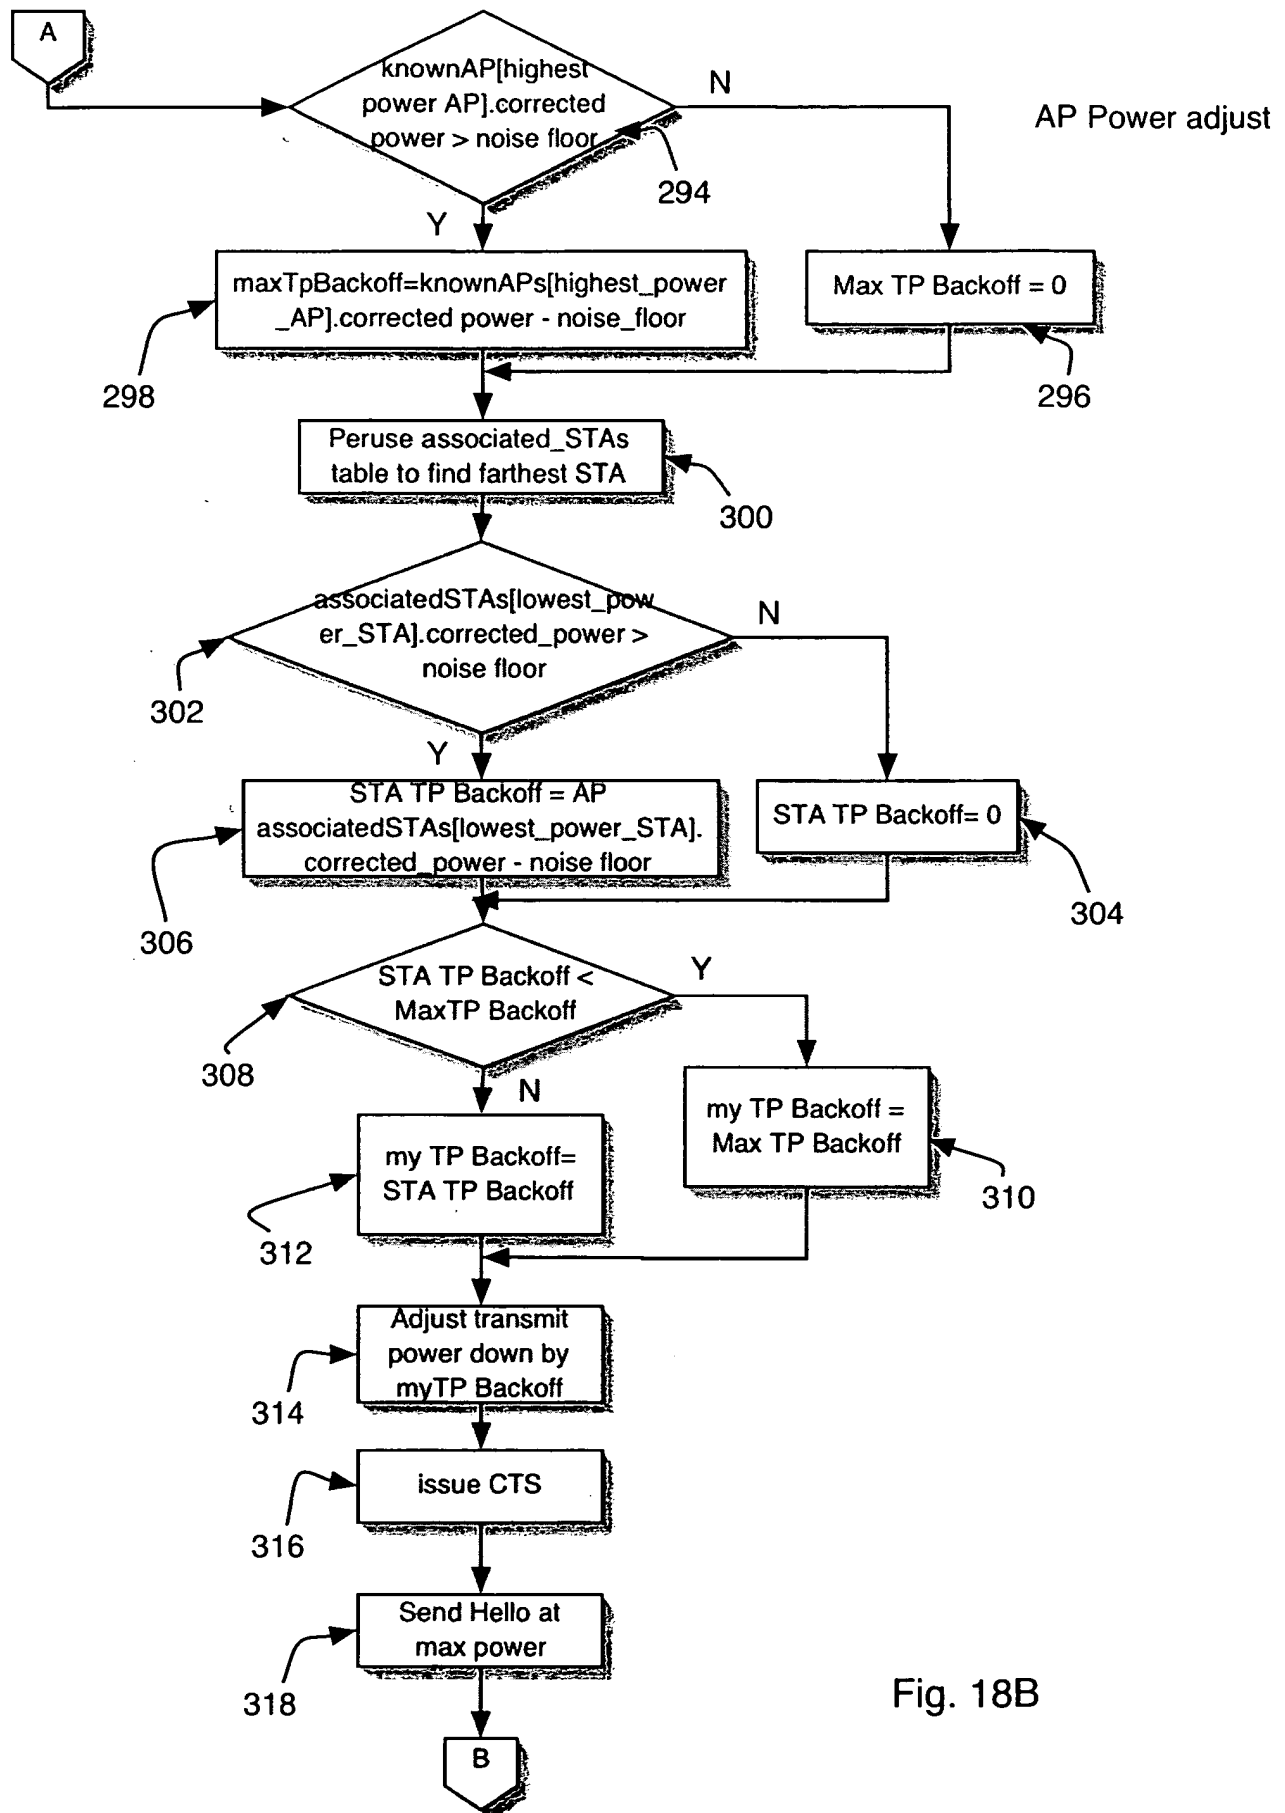 A
knownAP[highest
power AP].corrected
power > noise floor
N
AP Power adjust
294
Y
maxTpBackoff=knownAPs[highest_power
_AP].corrected power - noise_floor
Max TP Backoff = 0
298
296
Peruse associated_STAs
table to find farthest STA
300
associatedSTAs[lowest_pow
er_STA].corrected_power >
noise floor
N
302
Y
STA TP Backoff = AP
associatedSTAs[lowest_power_STA].
corrected_power - noise floor
STA TP Backoff= 0
304
306
STA TP Backoff <
MaxTP Backoff
Y
308
N
my TP Backoff =
Max TP Backoff
my TP Backoff=
STA TP Backoff
310
312
Adjust transmit
power down by
myTP Backoff
314
issue CTS
316
Send Hello at
max power
318
Fig. 18B
B